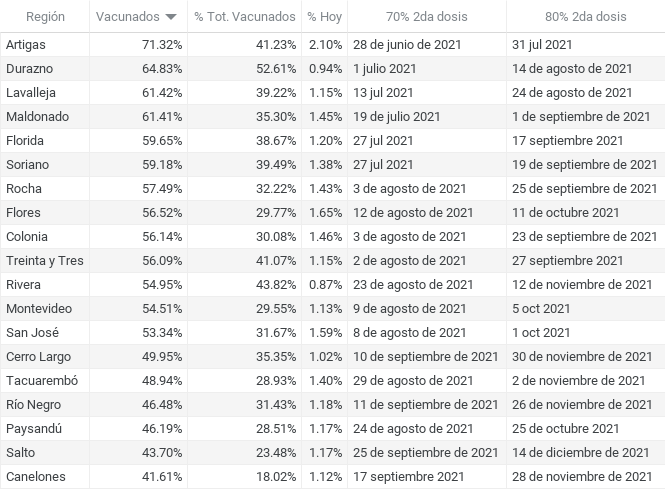 Región Vacunados % Tot. Vacunados % Hoy 70% 2da dosis 80% 2da dosis
Artigas 71.32% 41.23% 2.10% 28 de junio de 2021 31 jul 2021
Durazno 64.83% 52.61% 0.94% 1 julio 2021 14 de agosto de 2021
Lavalleja 61.42% 39.22% 1.15% 13 jul 2021 24 de agosto de 2021
Maldonado 61.41% 35.30% 1.45% 19 de julio 2021 1 de septiembre de 2021
Florida 59.65% 38.67% 1.20% 27 jul 2021 17 septiembre 2021
Soriano 59.18% 39.49% 1.38% 27 jul 2021 19 de septiembre de 2021
Rocha 57.49% 32.22% 1.43% 3 de agosto de 2021 25 de septiembre de 2021
Flores 56.52% 29.77% 1.65% 12 de agosto de 2021 11 de octubre 2021
Colonia 56.14% 30.08% 1.46% 3 de agosto de 2021 23 de septiembre de 2021
Treinta y Tres 56.09% 41.07% 1.15% 2 de agosto de 2021 27 septiembre 2021
Rivera 54.95% 43.82% 0.87% 23 de agosto de 2021 12 de noviembre de 2021
Montevideo 54.51% 29.55% 1.13% 9 de agosto de 2021 5 oct 2021
San José 53.34% 31.67% 1.59% 8 de agosto de 2021 1 oct 2021
Cerro Largo 49.95% 35.35% 1.02% 10 de septiembre de 2021 30 de noviembre de 2021
Tacuarembó 48.94% 28.93% 1.40% 29 de agosto de 2021 2 de noviembre de 2021
Río Negro 46.48% 31.43% 1.18% 11 de septiembre de 2021 26 de noviembre de 2021
Paysandú 46.19% 28.51% 1.17% 24 de agosto de 2021 25 de octubre de 2021
Salto 43.70% 23.48% 1.17% 25 de septiembre de 2021 14 de diciembre de 2021
Canelones 41.61% 18.02% 1.12% 17 septiembre 2021 28 de noviembre de 2021